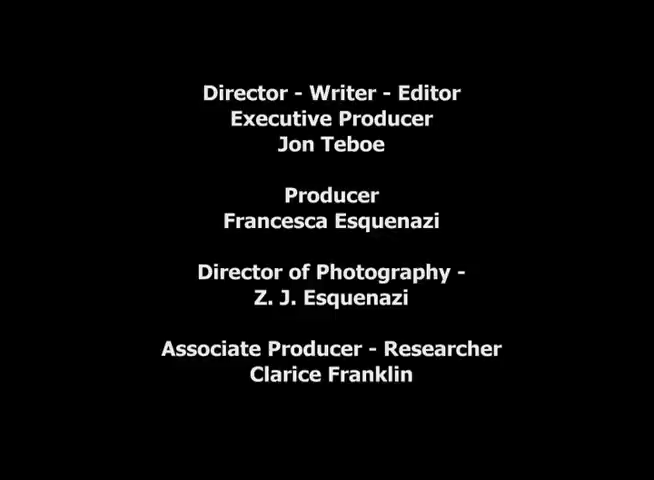 Director - Writer - Editor
Executive Producer
Jon Teboe
Producer
Francesca Esquenazi
Director of Photography -
Z. J. Esquenazi
Associate Producer - Researcher
Clarice Franklin